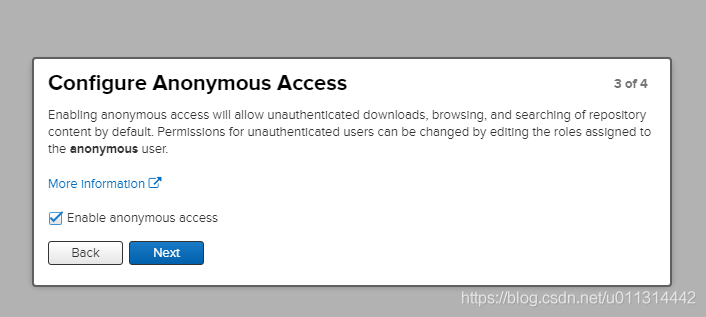 Configure Anonymous Access
3 of 4
Enabling anonymous access will allow unauthenticated downloads, browsing, and searching of repository
content by default. Permissions for unauthenticated users can be changed by editing the roles assigned to
the anonymous user.
More information
Enable anonymous access
Back
Next
https://blog.csdn.net/u011314442